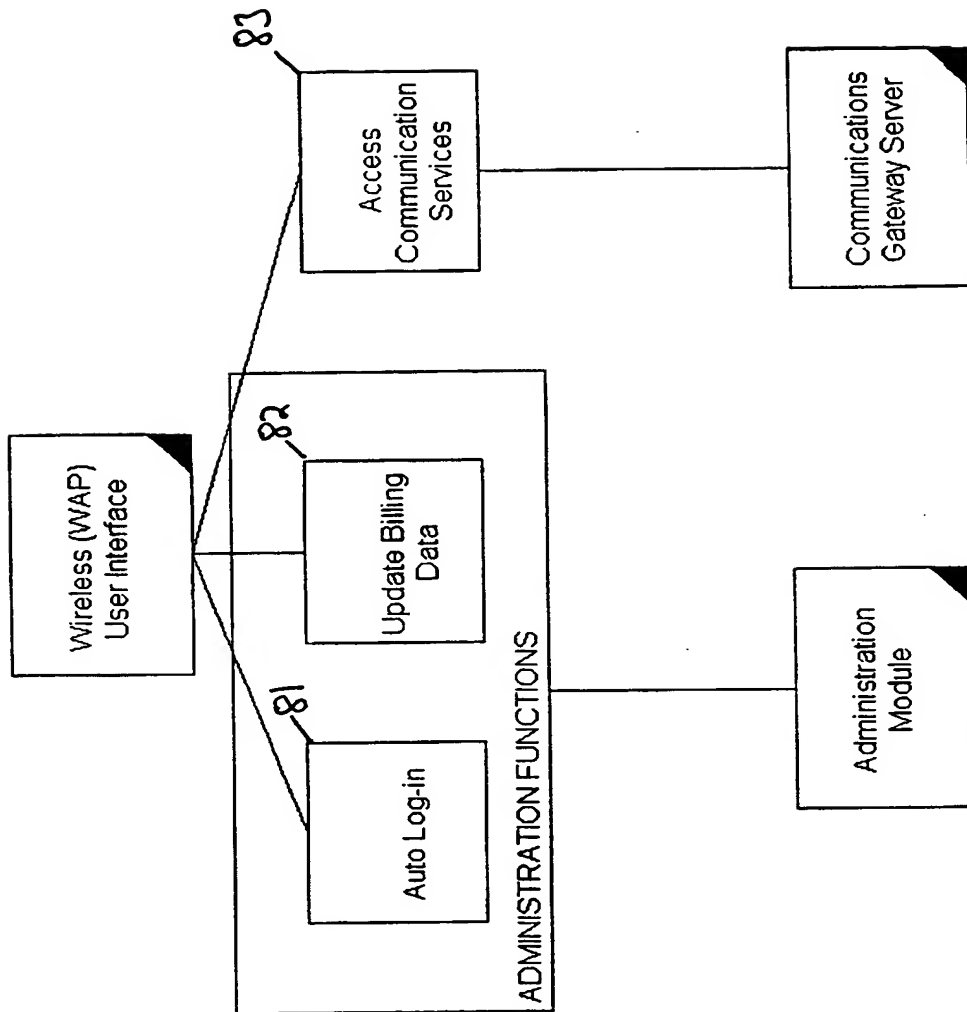 Wireless (WAP)
User Interface
81
Auto Log-in
82
Update Billing
Data
ADMINISTRATION FUNCTIONS
83
Access
Communication
Services
Administration
Module
Communications
Gateway Server